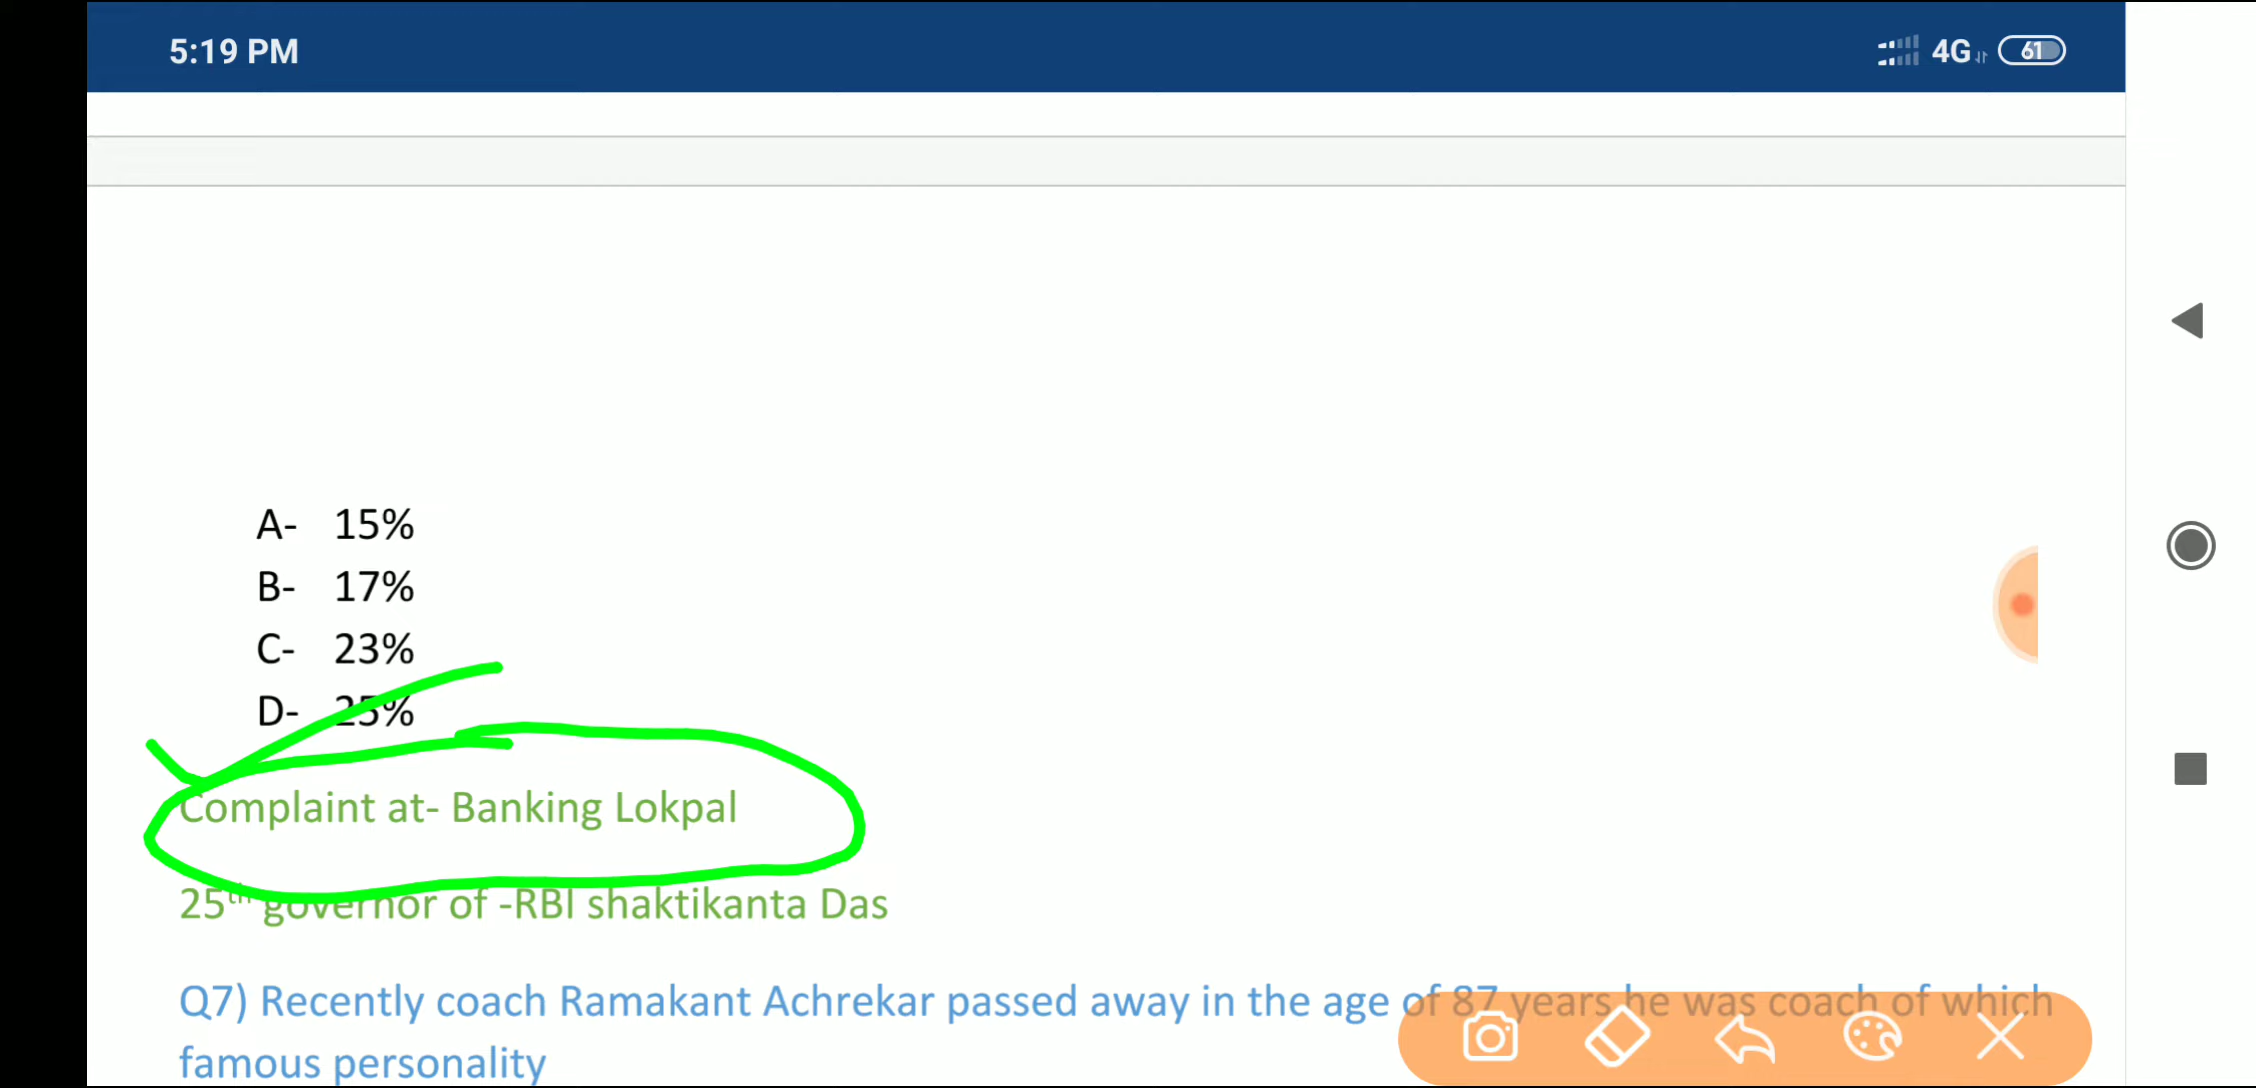 5:19 PM
4G 61
A- 15%
B- 17%
C- 23%
D- 25%
Complaint at- Banking Lokpal
25th governor of -RBI shaktikanta Das
Q7) Recently coach Ramakant Achrekar passed away in the age of 87 years he was coach of which
famous personality